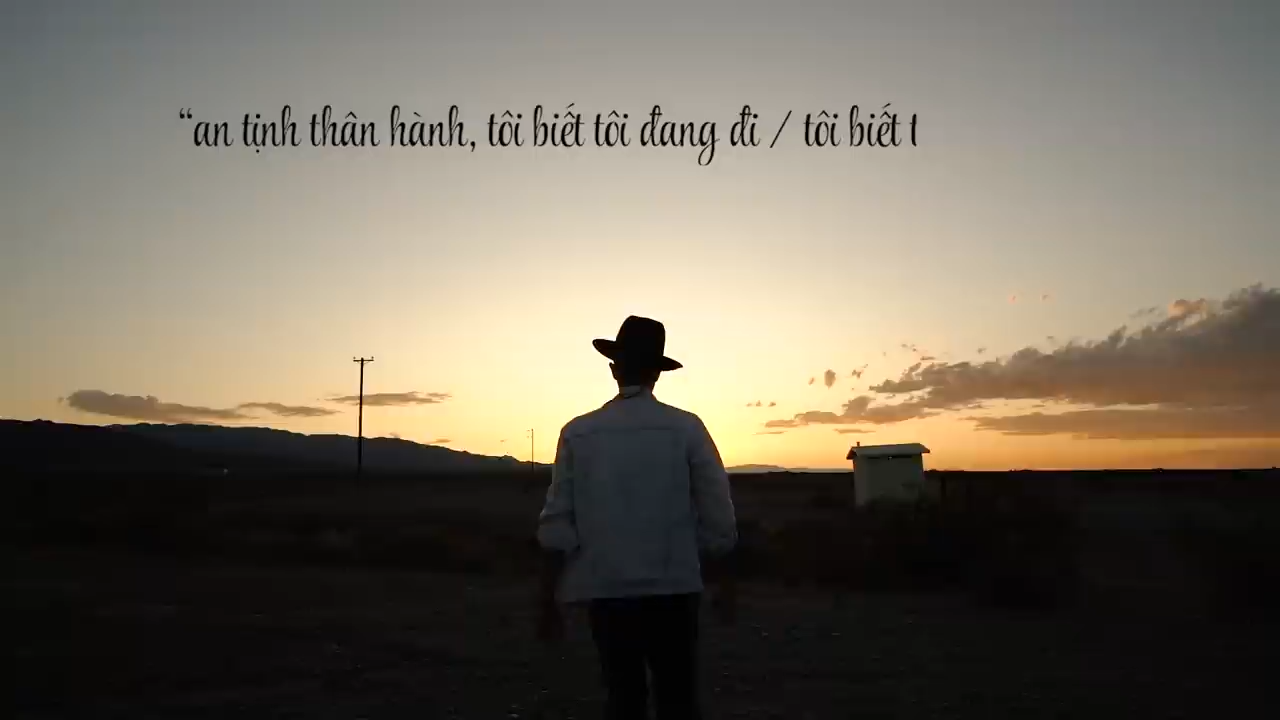 “an tịnh thân hành, tôi biết tôi đang đi / tôi biết t